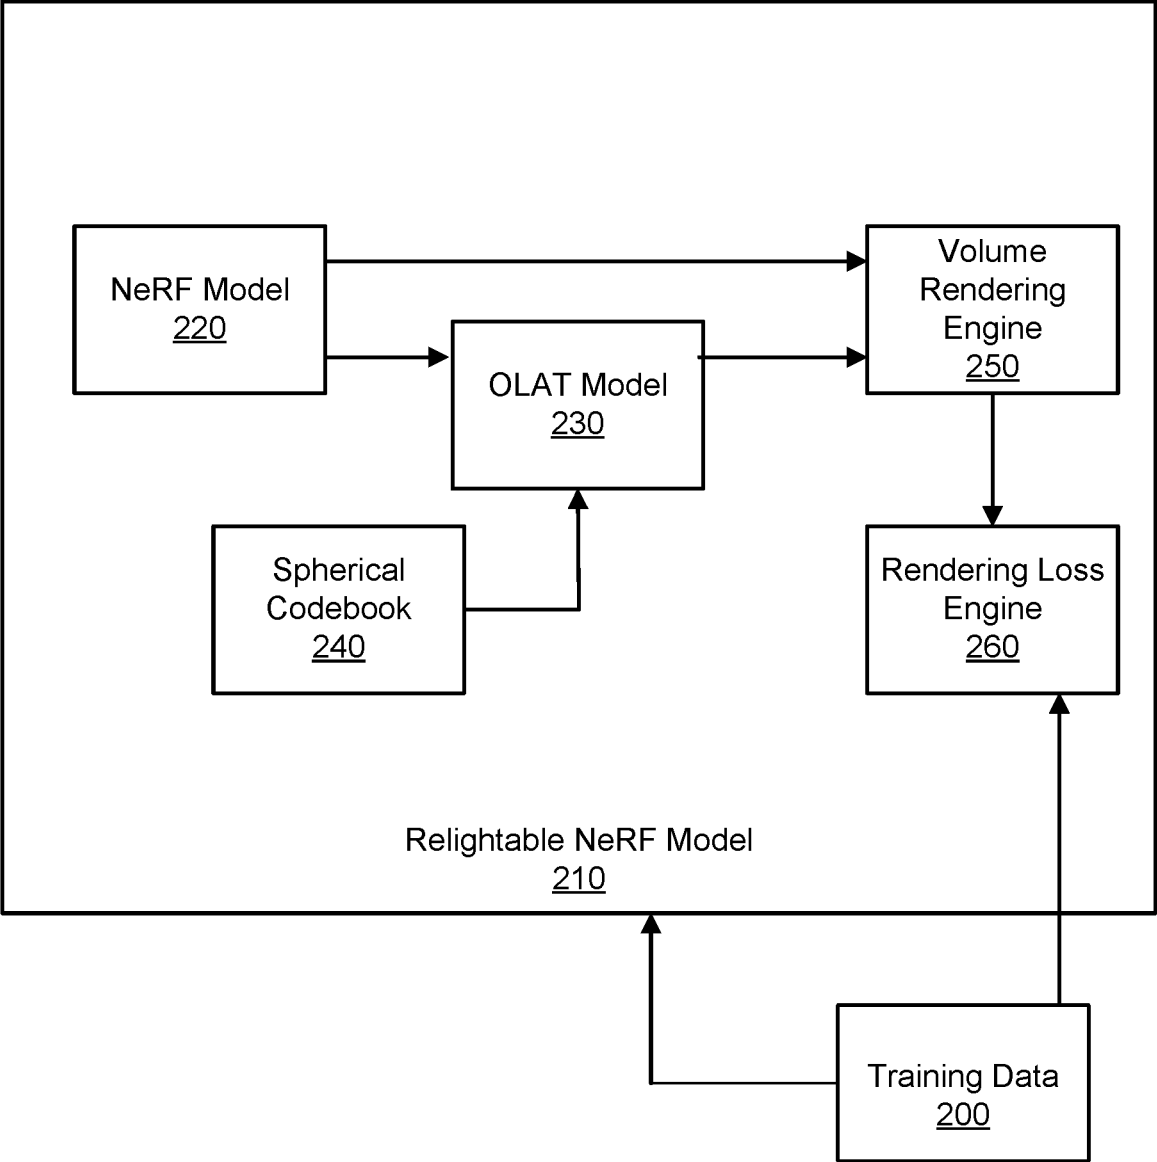 NeRF Model
220
Volume
Rendering
Engine
250
OLAT Model
230
Spherical
Codebook
240
Rendering Loss
Engine
260
Relightable NeRF Model
210
Training Data
200